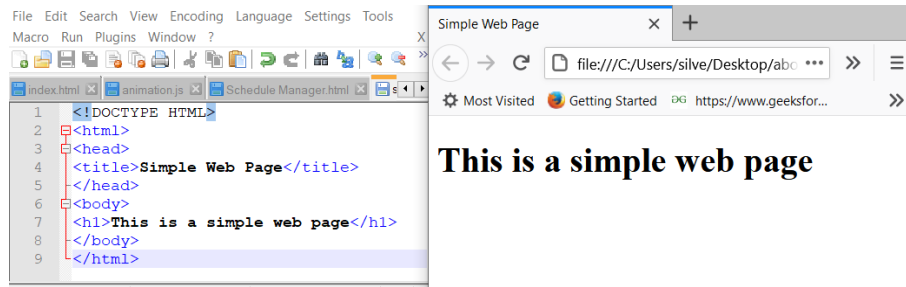 File Edit Search View Encoding Language Settings Tools
Macro Run Plugins Window ? X
index.html animation.js Schedule Manager.html s
1 <!DOCTYPE HTML>
2 <html>
3 <head>
4 <title>Simple Web Page</title>
5 </head>
6 <body>
7 <h1>This is a simple web page</h1>
8 </body>
9 </html>
Simple Web Page
file:///C:/Users/silve/Desktop/abo
Most Visited Getting Started https://www.geeksfor...
This is a simple web page